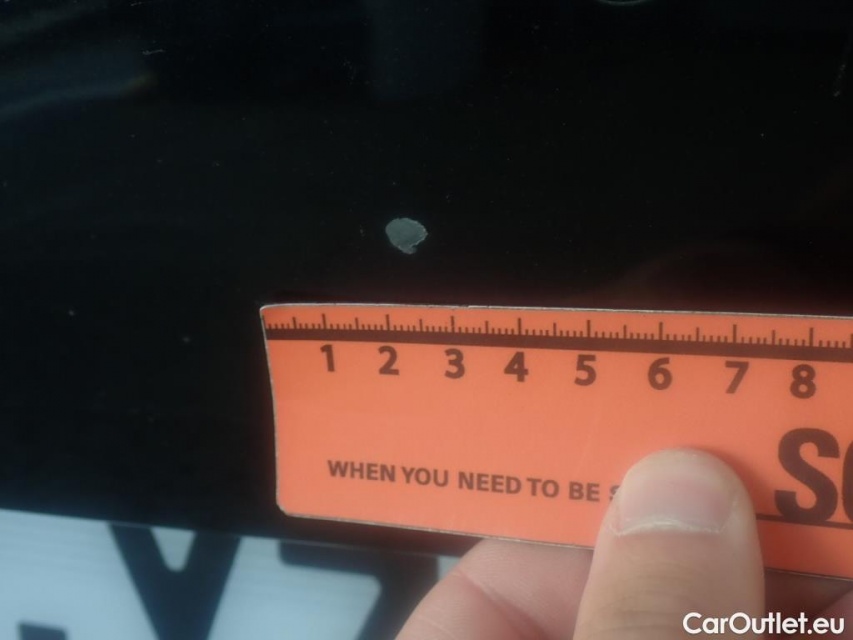 1 2 3 4 5 6 7 8
WHEN YOU NEED TO BE
CarOutlet.eu